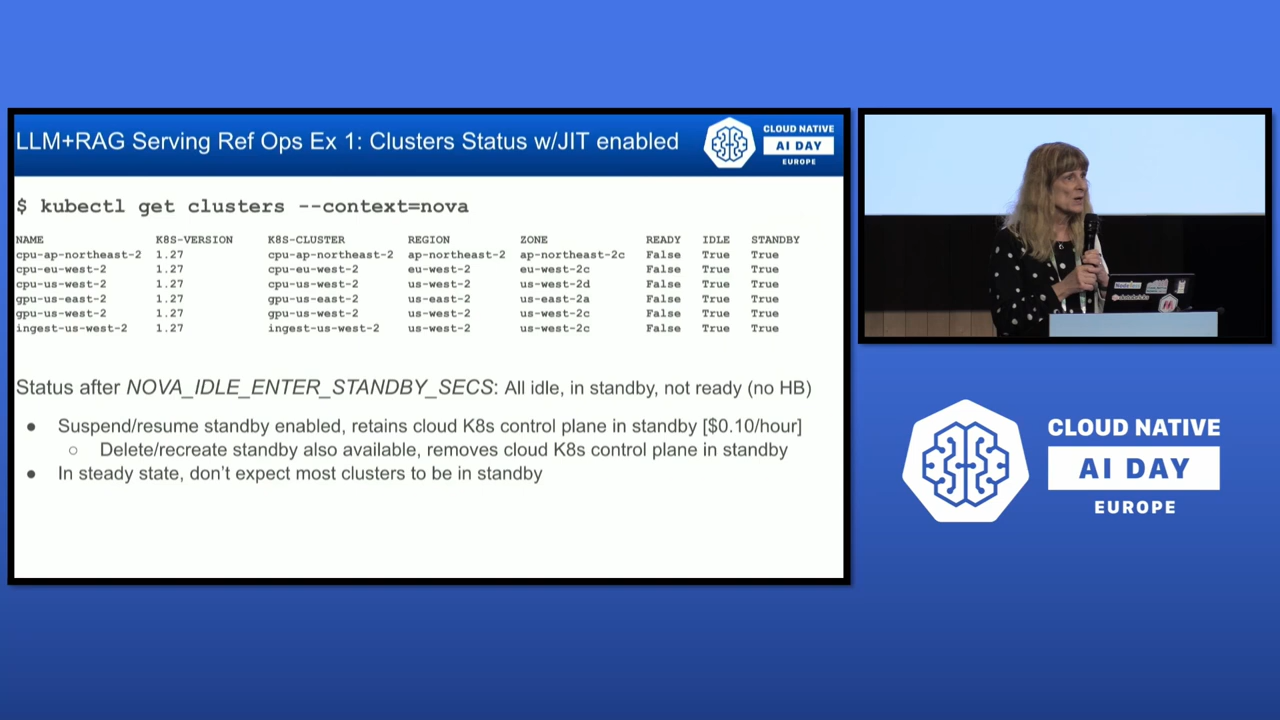 LLM+RAG Serving Ref Ops Ex 1: Clusters Status w/JIT enabled
CLOUD NATIVE
AI DAY
EUROPE
$ kubectl get clusters --context=nova
NAME K8S-VERSION K8S-CLUSTER REGION ZONE READY IDLE STANDBY
cpu-ap-northeast-2 1.27 cpu-ap-northeast-2 ap-northeast-2 ap-northeast-2c False True True
cpu-eu-west-2 1.27 cpu-eu-west-2 eu-west-2 eu-west-2c False True True
cpu-us-west-2 1.27 cpu-us-west-2 us-west-2 us-west-2d False True True
gpu-us-east-2 1.27 gpu-us-east-2 us-east-2 us-east-2a False True True
gpu-us-west-2 1.27 gpu-us-west-2 us-west-2 us-west-2c False True True
ingest-us-west-2 1.27 ingest-us-west-2 us-west-2 us-west-2c False True True
Status after NOVA_IDLE_ENTER_STANDBY_SECS: All idle, in standby, not ready (no HB)
● Suspend/resume standby enabled, retains cloud K8s control plane in standby [$0.10/hour]
○ Delete/recreate standby also available, removes cloud K8s control plane in standby
● In steady state, don't expect most clusters to be in standby
CLOUD NATIVE
AI DAY
EUROPE